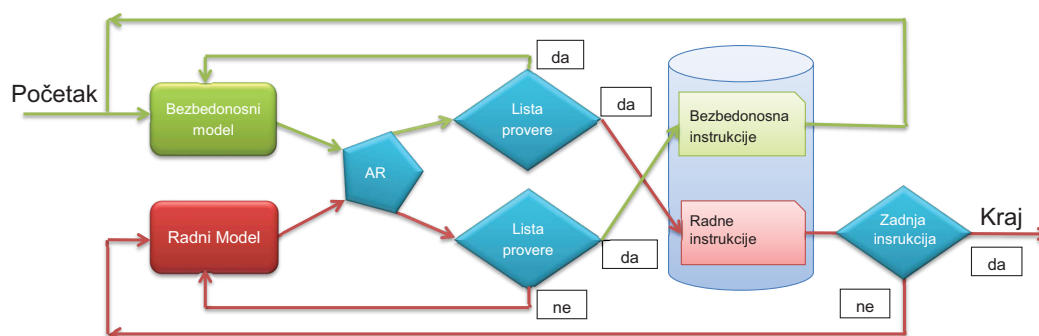 da
Početak
Bezbedonosni
model
Lista
provere
da
Bezbedonosna
instrukcije
AR
Radni Model
Lista
provere
da
Radne
instrukcije
Zadnja
insrukcija
Kraj
da
ne
ne